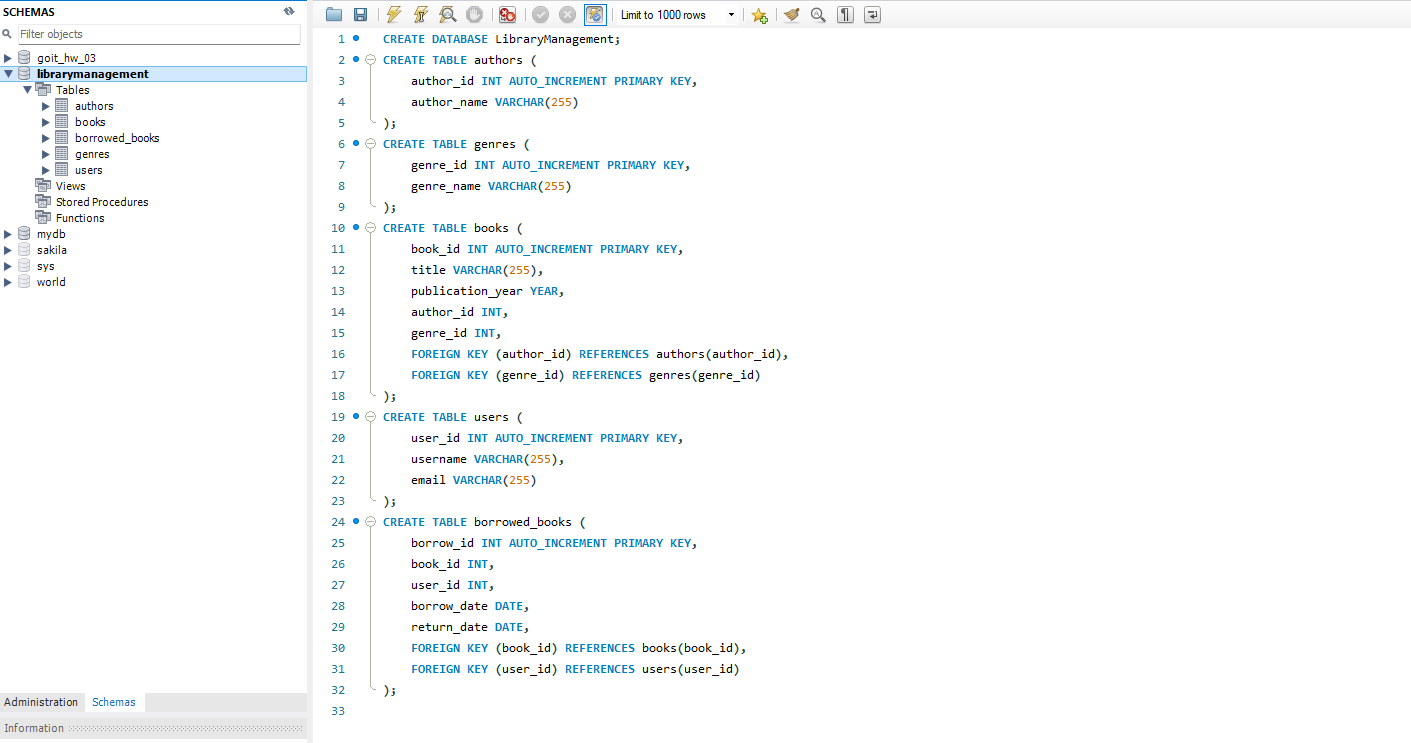 SCHEMAS
Filter objects
goit_hw_03
librarymanagement
Tables
authors
books
borrowed_books
genres
users
Views
Stored Procedures
Functions
mydb
sakila
sys
world
Administration Schemas
Information
Limit to 1000 rows
1 CREATE DATABASE LibraryManagement;
2 CREATE TABLE authors (
3 author_id INT AUTO_INCREMENT PRIMARY KEY,
4 author_name VARCHAR(255)
5 );
6 CREATE TABLE genres (
7 genre_id INT AUTO_INCREMENT PRIMARY KEY,
8 genre_name VARCHAR(255)
9 );
10 CREATE TABLE books (
11 book_id INT AUTO_INCREMENT PRIMARY KEY,
12 title VARCHAR(255),
13 publication_year YEAR,
14 author_id INT,
15 genre_id INT,
16 FOREIGN KEY (author_id) REFERENCES authors(author_id),
17 FOREIGN KEY (genre_id) REFERENCES genres(genre_id)
18 );
19 CREATE TABLE users (
20 user_id INT AUTO_INCREMENT PRIMARY KEY,
21 username VARCHAR(255),
22 email VARCHAR(255)
23 );
24 CREATE TABLE borrowed_books (
25 borrow_id INT AUTO_INCREMENT PRIMARY KEY,
26 book_id INT,
27 user_id INT,
28 borrow_date DATE,
29 return_date DATE,
30 FOREIGN KEY (book_id) REFERENCES books(book_id),
31 FOREIGN KEY (user_id) REFERENCES users(user_id)
32 );
33